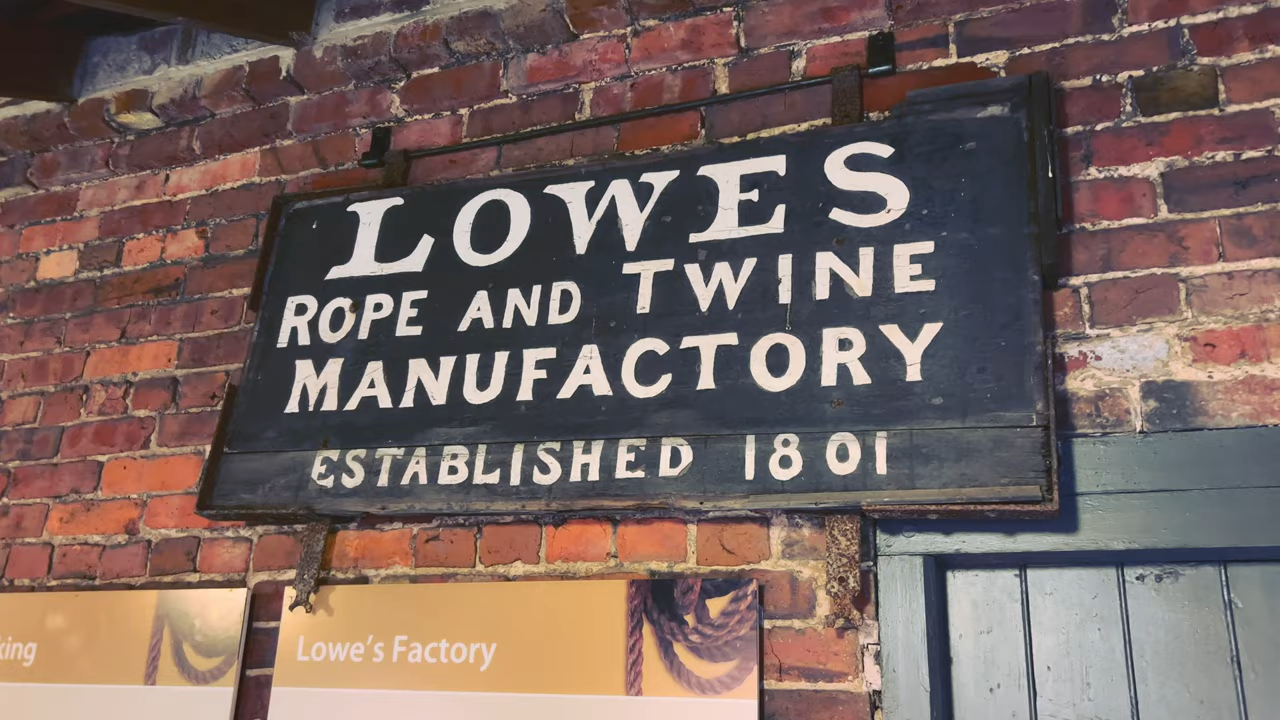 LOWES
ROPE AND TWINE
MANUFACTORY
ESTABLISHED 1801
Lowe's Factory